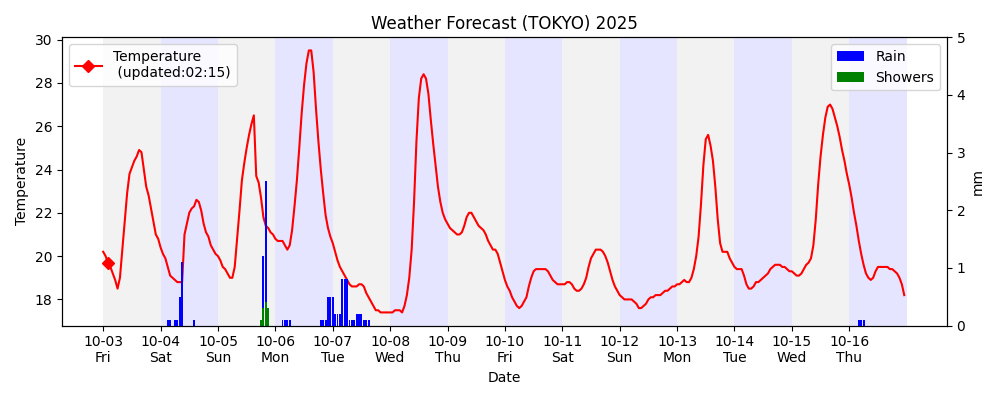 Weather Forecast (TOKYO) 2025
Temperature
(updated:02:15)
Rain
Showers
30
28
26
24
22
20
18
Temperature
5
4
3
2
1
0
mm
10-03 10-04 10-05 10-06 10-07 10-08 10-09 10-10 10-11 10-12 10-13 10-14 10-15 10-16
Fri Sat Sun Mon Tue Wed Thu Fri Sat Sun Mon Tue Wed Thu
Date